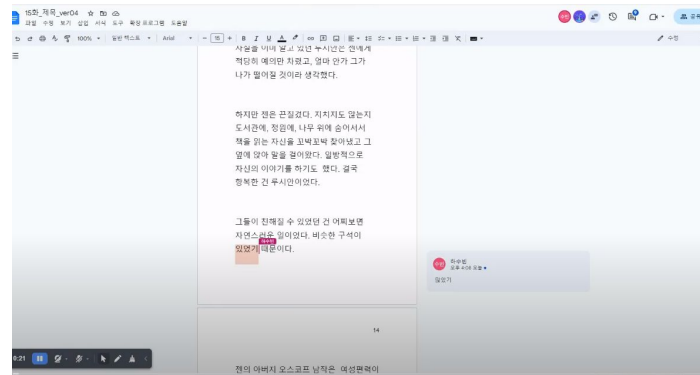 15화_제목_ver04
파일 수정 보기 삽입 서식 도구 확장 프로그램 도움말
100% 일반 텍스트 Arial - 15 + B I U A
수정
사실을 이미 알고 있던 루시안은 젠에게
적당히 예의만 차렸고, 얼마 안가 그가
나가 떨어질 것이라 생각했다.
하지만 젠은 끈질겼다. 지치지도 않는지
도서관에, 정원에, 나무 위에 숨어서서
책을 읽는 자신을 꼬박꼬박 찾아냈고 그
옆에 앉아 말을 걸어왔다. 일방적으로
자신의 이야기를 하기도 했다. 결국
항복한 건 루시안이었다.
그들이 친해질 수 있었던 건 어찌보면
자연스러운 일이었다. 비슷한 구석이
하수빈
있었기 때문이다.
수빈
하수빈
오늘
많았기
14
젠의 아버지 오스코프 남작은 여성편력이
0:21